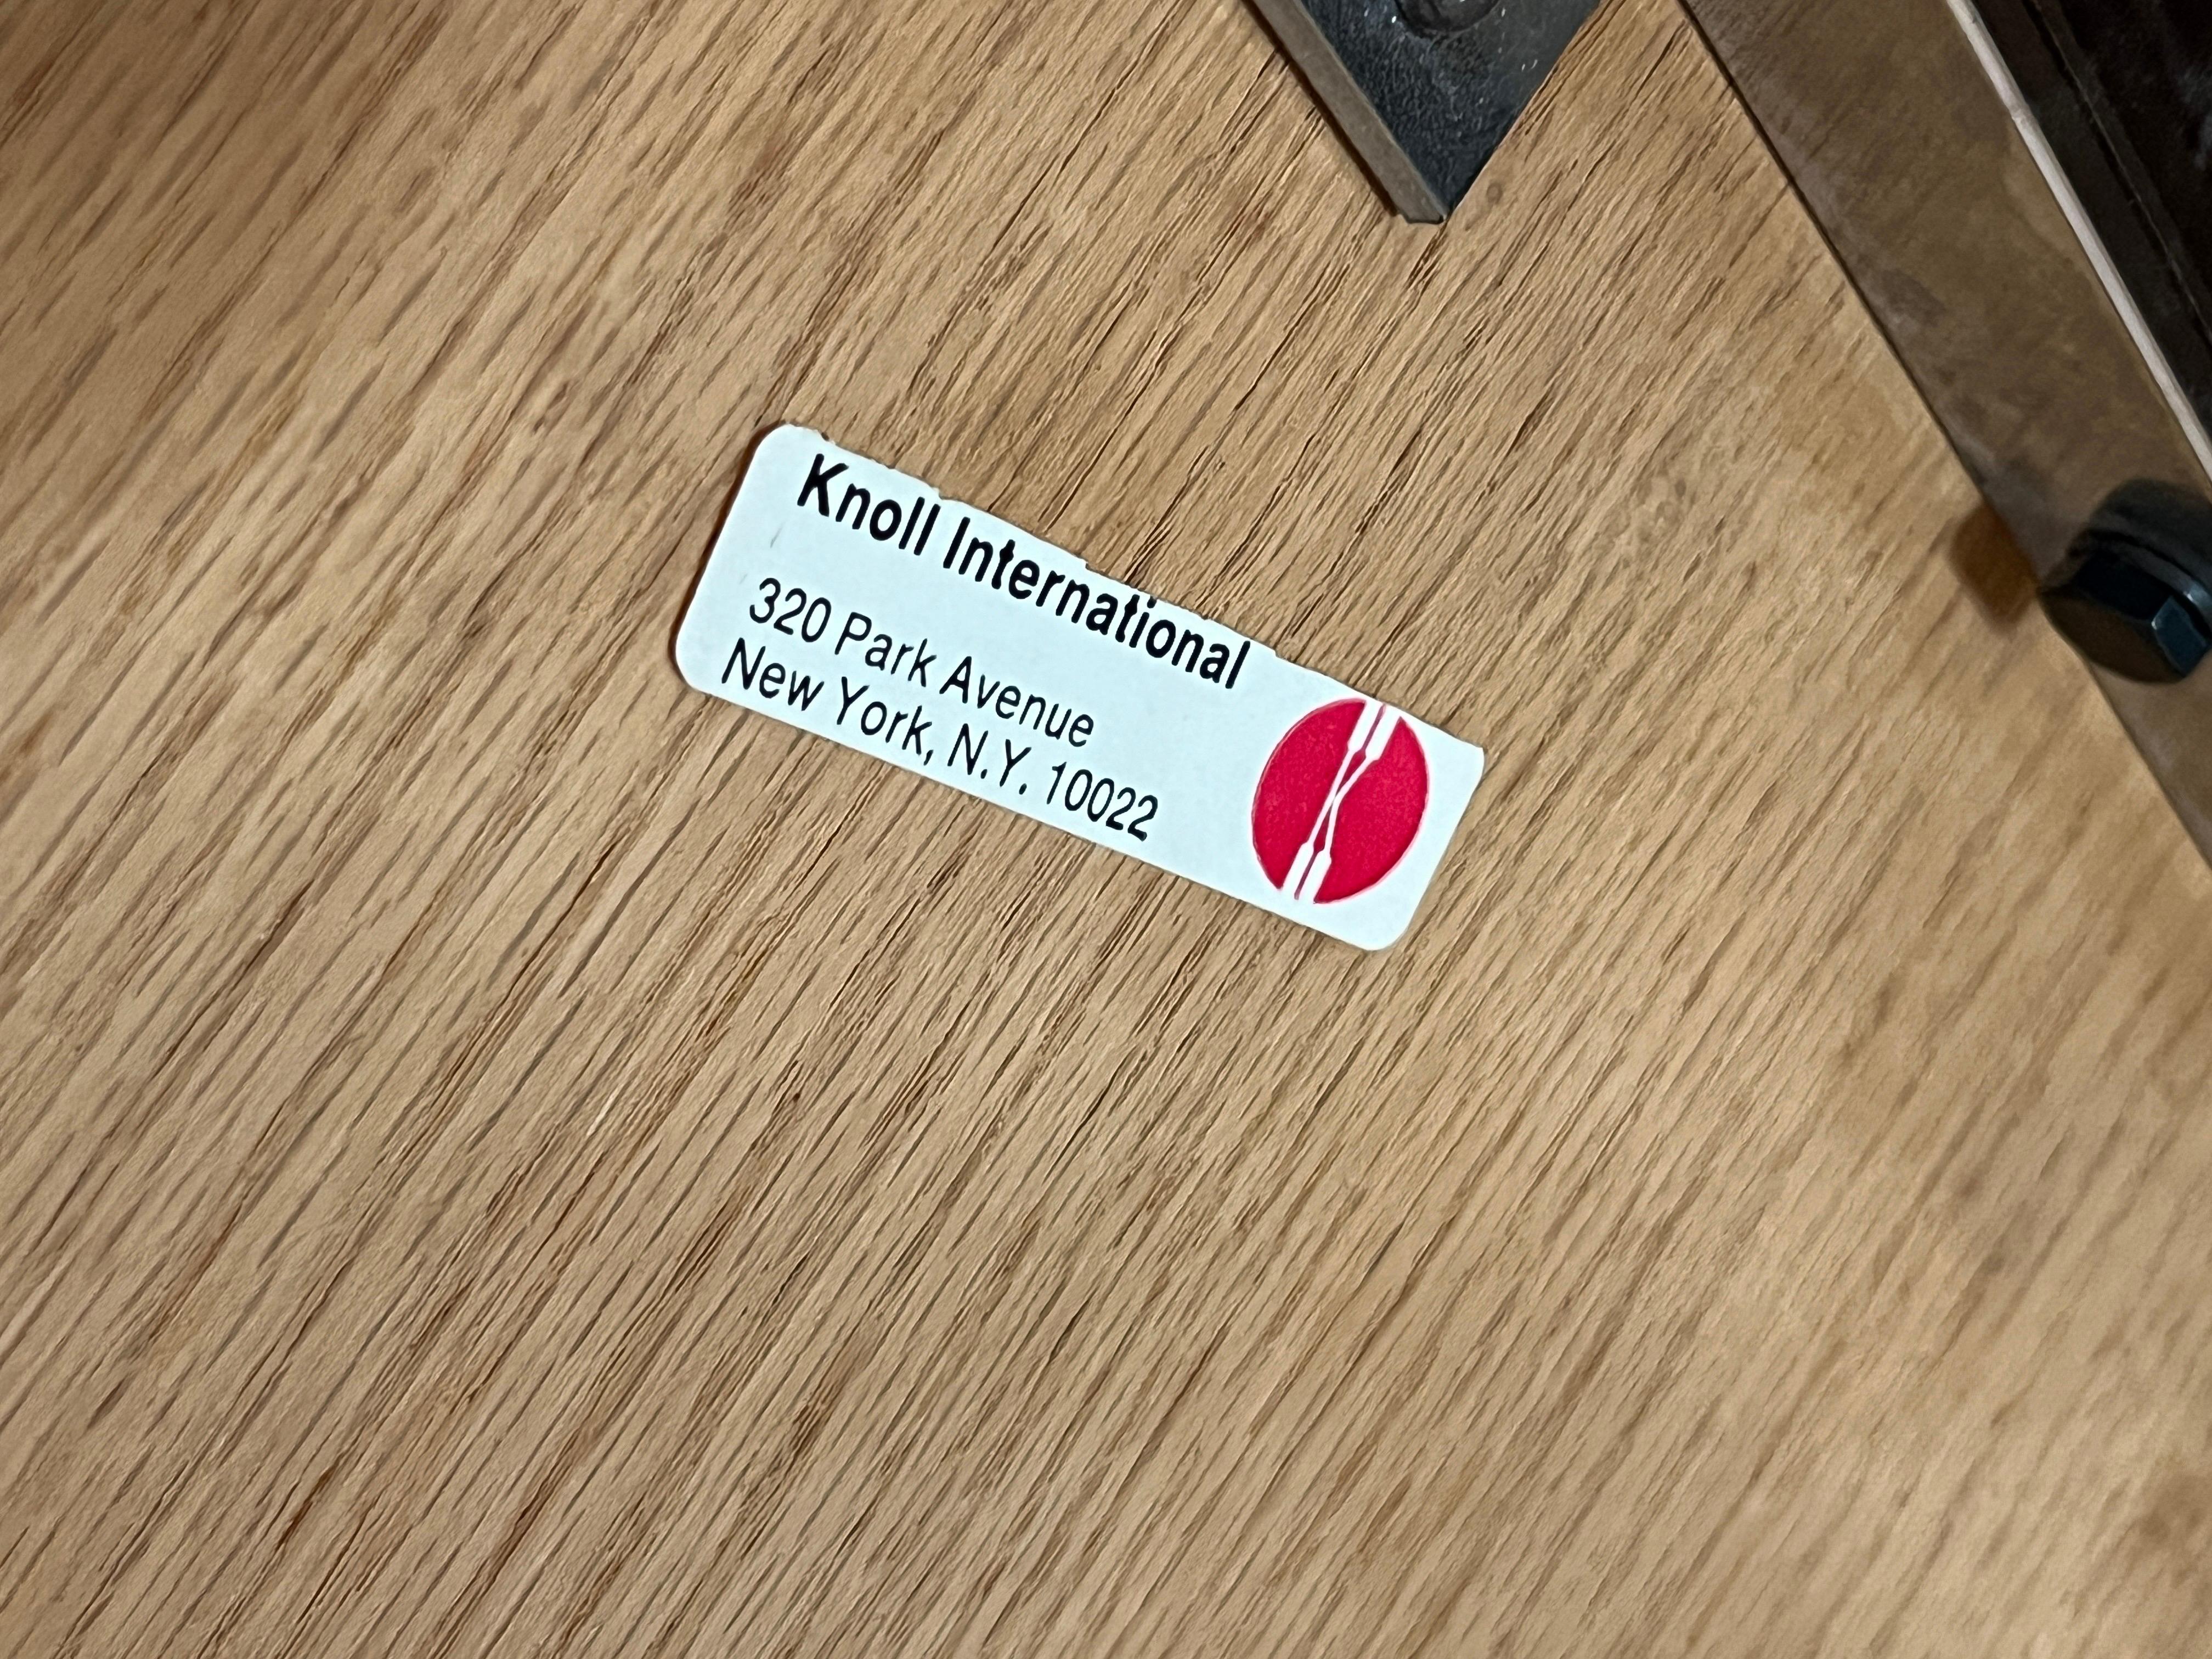 Knoll International
320 Park Avenue
New York, N.Y. 10022